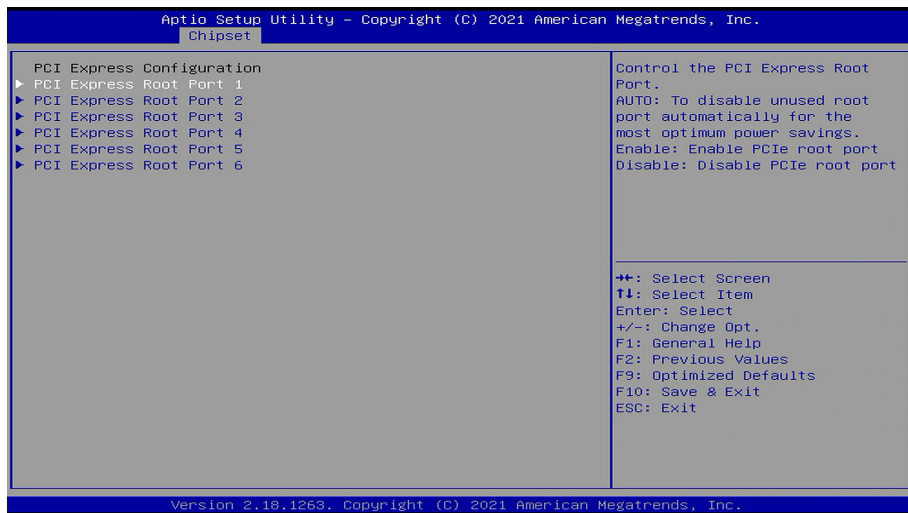 Aptio Setup Utility – Copyright (C) 2021 American Megatrends, Inc.
Chipset
PCI Express Configuration
► PCI Express Root Port 1
► PCI Express Root Port 2
► PCI Express Root Port 3
► PCI Express Root Port 4
► PCI Express Root Port 5
► PCI Express Root Port 6
Control the PCI Express Root
Port.
AUTO: To disable unused root
port automatically for the
most optimum power savings.
Enable: Enable PCIe root port
Disable: Disable PCIe root port
→←: Select Screen
↑↓: Select Item
Enter: Select
+/-: Change Opt.
F1: General Help
F2: Previous Values
F9: Optimized Defaults
F10: Save & Exit
ESC: Exit
Version 2.18.1263. Copyright (C) 2021 American Megatrends, Inc.